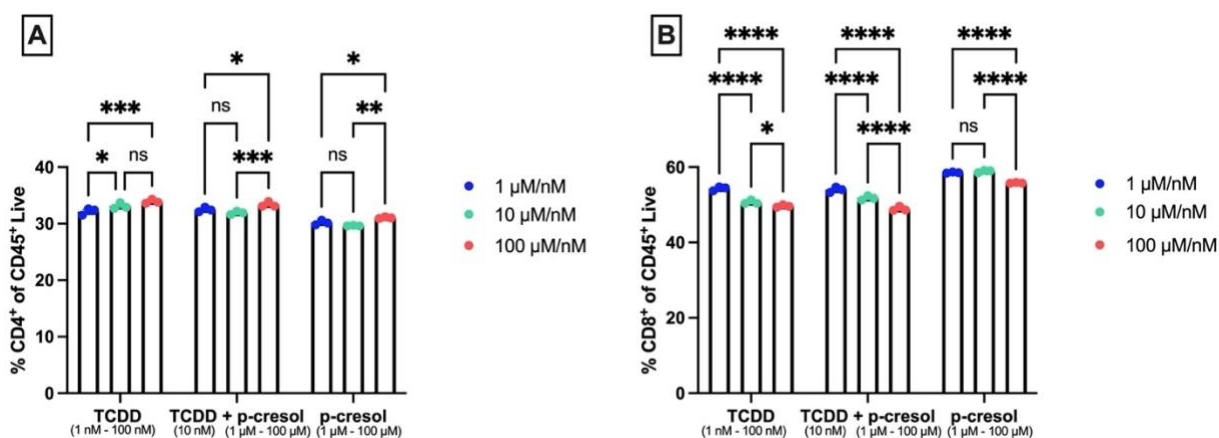 A
% CD4⁺ of CD45⁺ Live
40
30
20
10
0
***
* ns
*
ns
***
*
ns
**
TCDD
(1 nM - 100 nM)
TCDD + p-cresol
(10 nM) (1 μM - 100 μM)
p-cresol
(1 μM - 100 μM)
1 μM/nM
10 μM/nM
100 μM/nM
B
% CD8⁺ of CD45⁺ Live
60
40
20
0
****
****
*
****
****
****
****
****
ns
TCDD
(1 nM - 100 nM)
TCDD + p-cresol
(10 nM) (1 μM - 100 μM)
p-cresol
(1 μM - 100 μM)
1 μM/nM
10 μM/nM
100 μM/nM